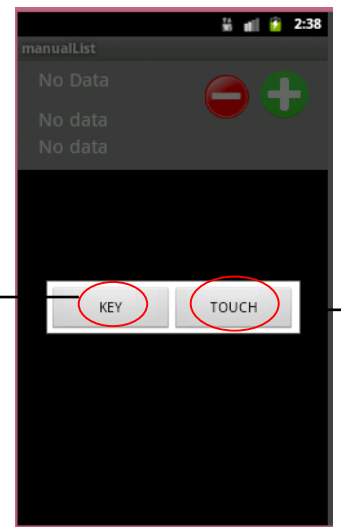 2:38
manualList
No Data
No data
No data
KEY TOUCH